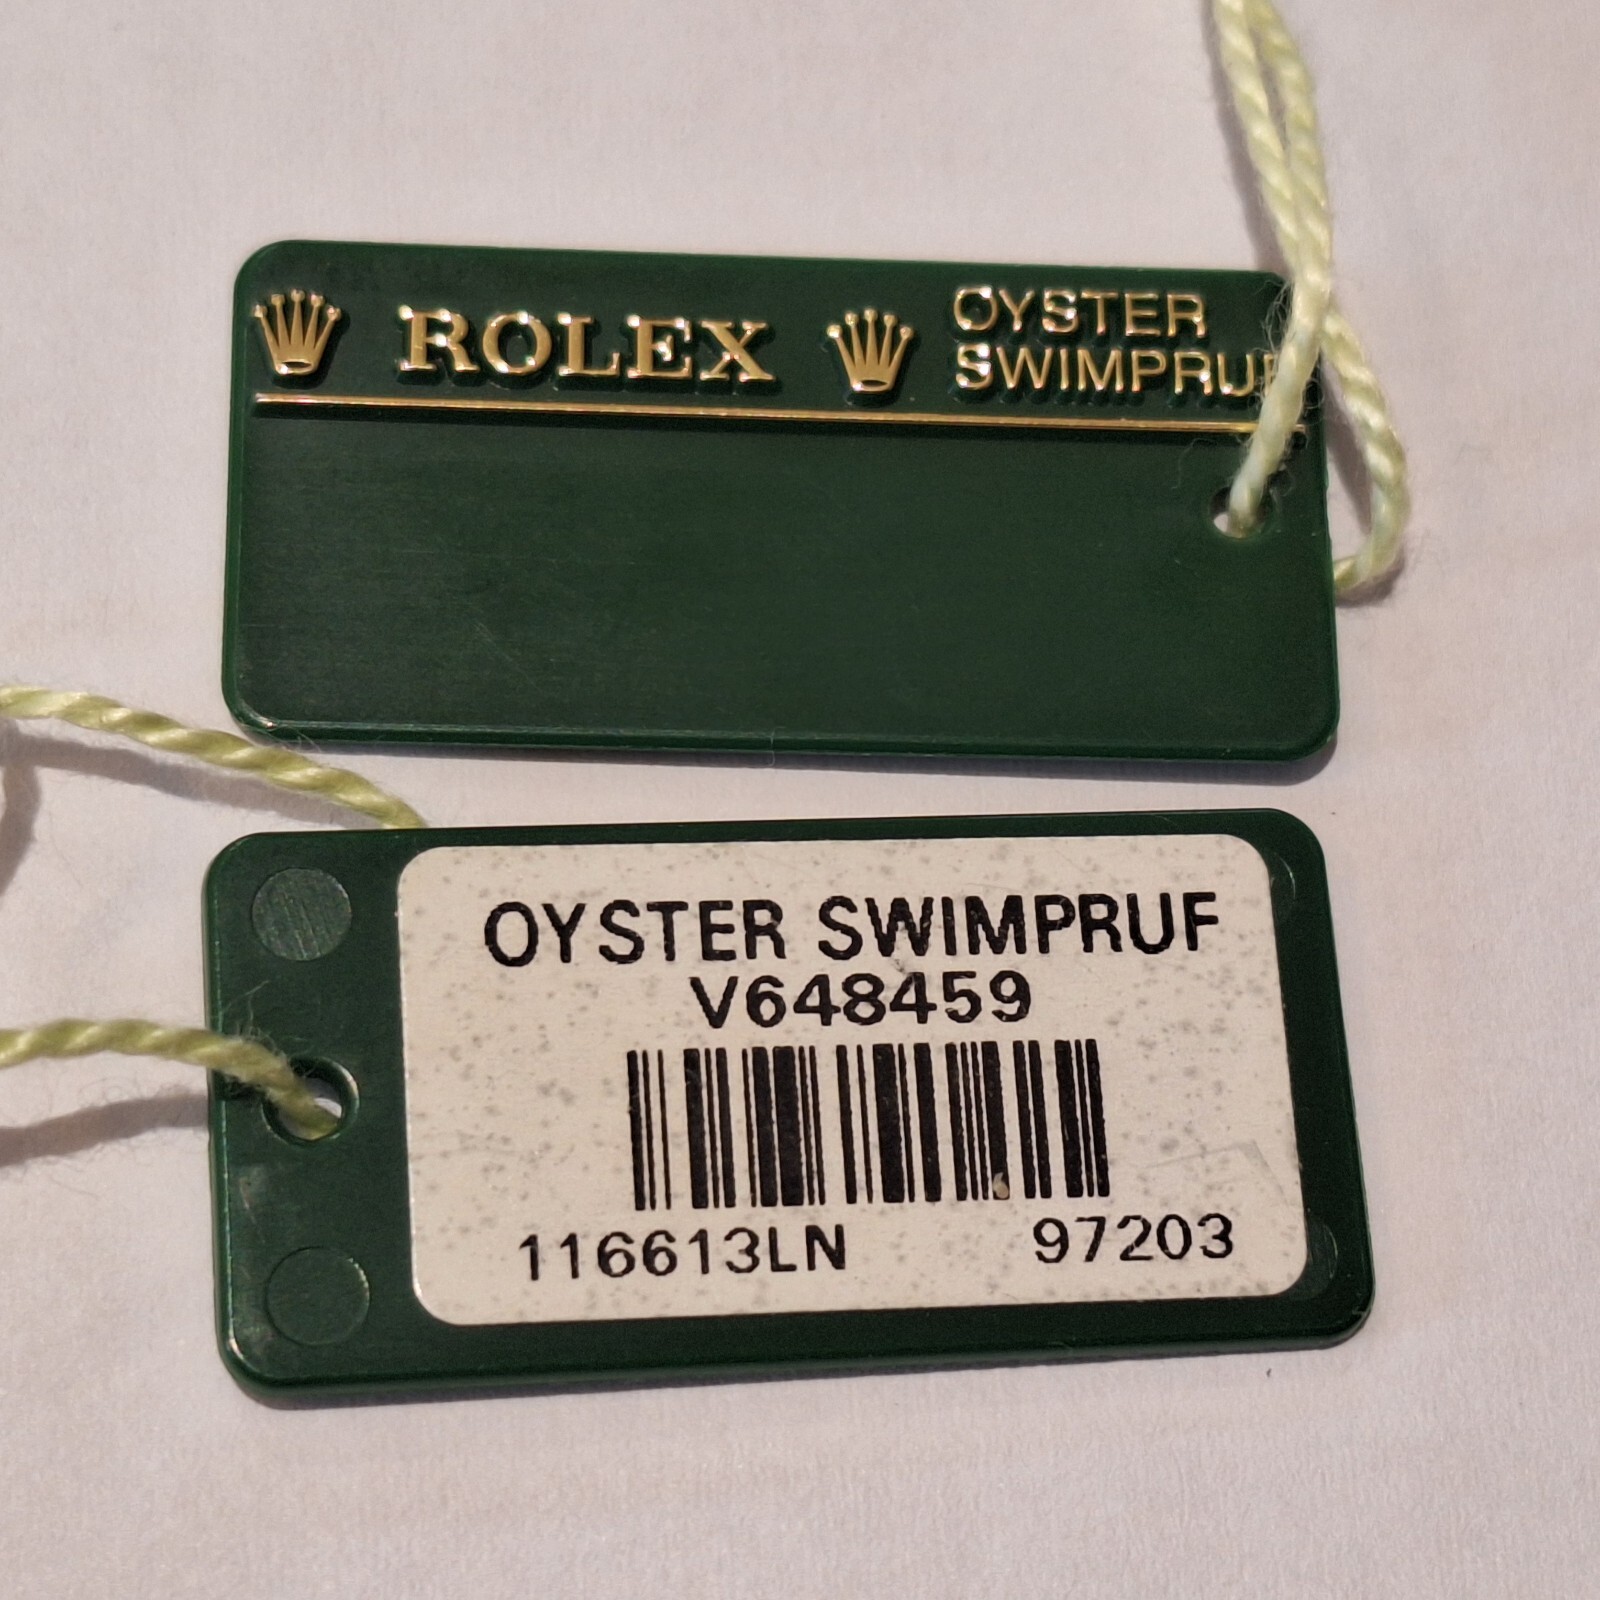 ROLEX
OYSTER
SWIMPRUF
OYSTER SWIMPRUF
V648459
116613LN 97203